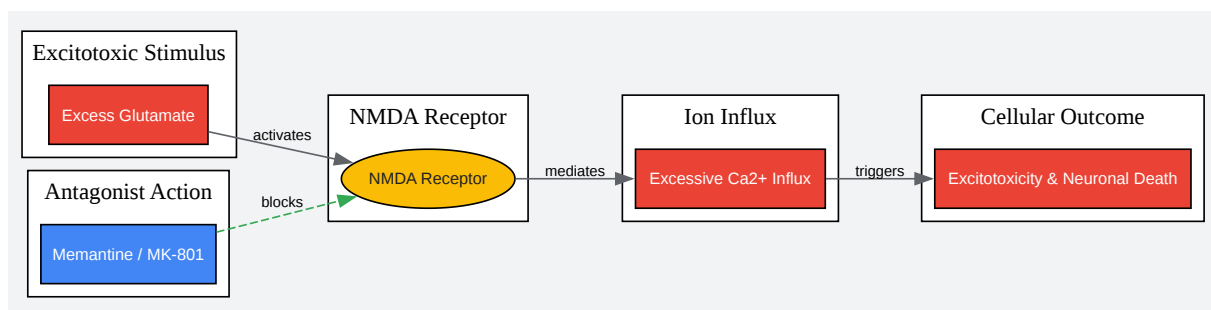 Excitotoxic Stimulus
Excess Glutamate
activates
Antagonist Action
Memantine / MK-801
blocks
NMDA Receptor
NMDA Receptor
mediates
Ion Influx
Excessive Ca2+ Influx
triggers
Cellular Outcome
Excitotoxicity & Neuronal Death